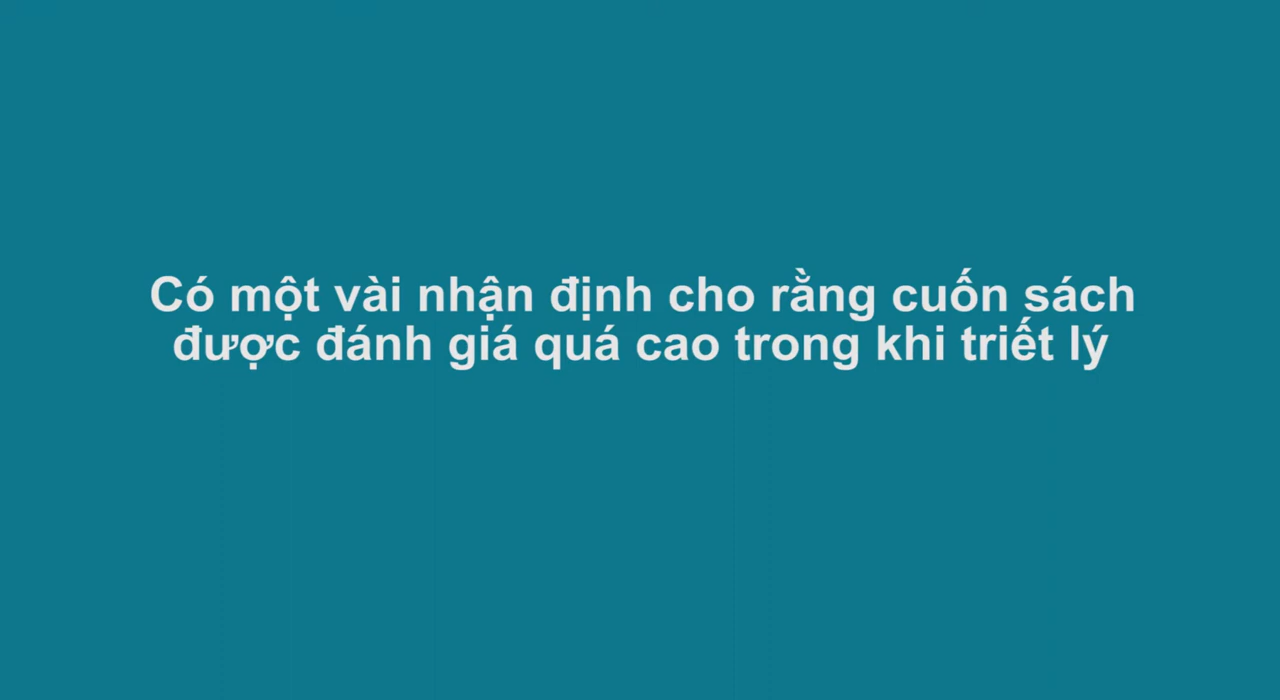 Có một vài nhận định cho rằng cuốn sách
được đánh giá quá cao trong khi triết lý